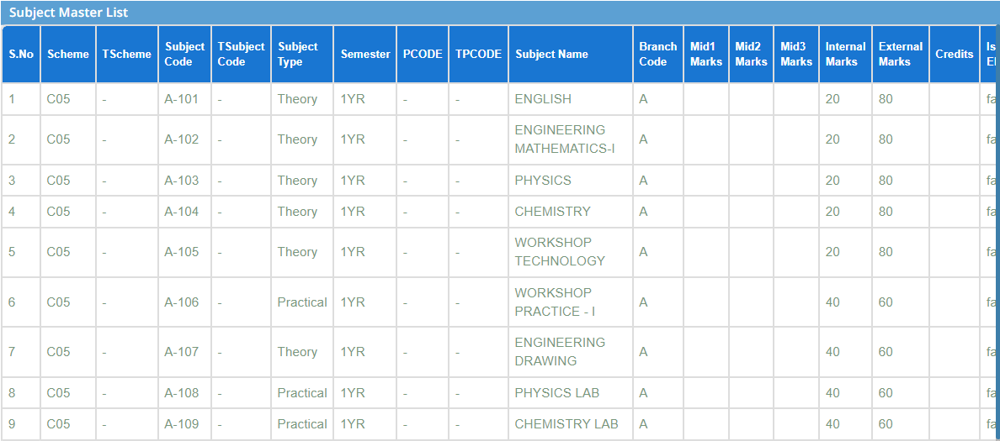 Subject Master List
S.No Scheme TScheme Subject Code TSubject Code Subject Type Semester PCODE TPCODE Subject Name Branch Code Mid1 Marks Mid2 Marks Mid3 Marks Internal Marks External Marks Credits Is
1 C05 - A-101 - Theory 1YR - - ENGLISH A 20 80 fa
2 C05 - A-102 - Theory 1YR - - ENGINEERING MATHEMATICS-I A 20 80 fa
3 C05 - A-103 - Theory 1YR - - PHYSICS A 20 80 fa
4 C05 - A-104 - Theory 1YR - - CHEMISTRY A 20 80 fa
5 C05 - A-105 - Theory 1YR - - WORKSHOP TECHNOLOGY A 20 80 fa
6 C05 - A-106 - Practical 1YR - - WORKSHOP PRACTICE - I A 40 60 fa
7 C05 - A-107 - Theory 1YR - - ENGINEERING DRAWING A 40 60 fa
8 C05 - A-108 - Practical 1YR - - PHYSICS LAB A 40 60 fa
9 C05 - A-109 - Practical 1YR - - CHEMISTRY LAB A 40 60 fa